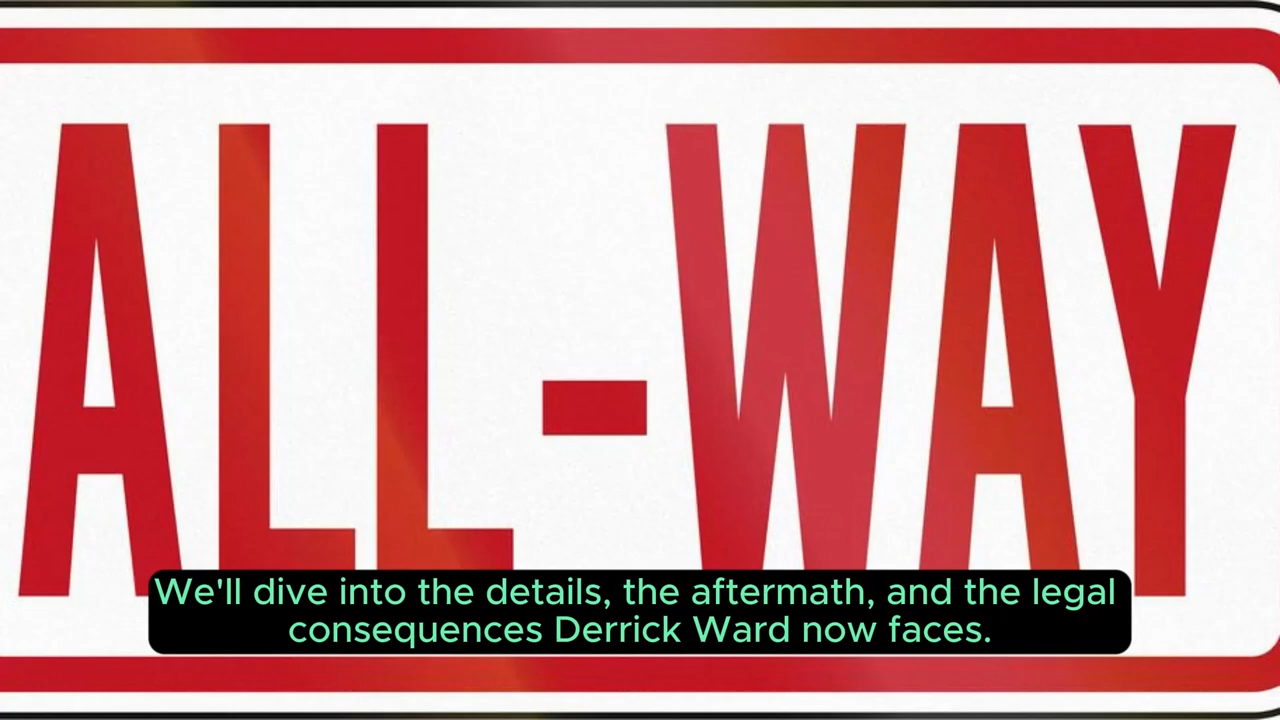 ALL-WAY
We'll dive into the details, the aftermath, and the legal
consequences Derrick Ward now faces.